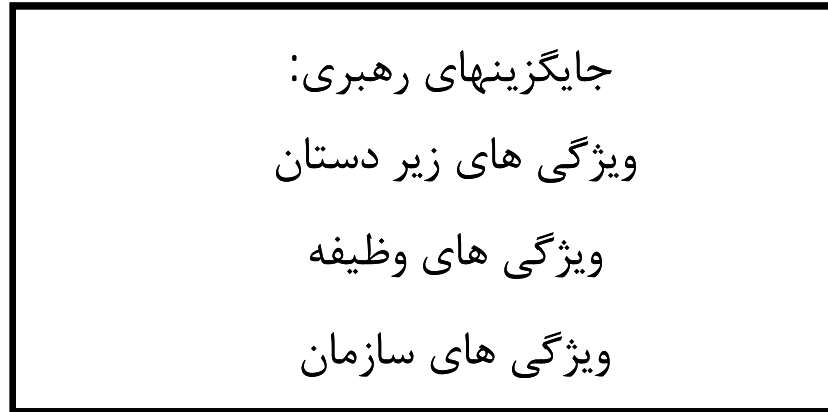 جایگزینهای رهبری:
ویژگی های زیر دستان
ویژگی های وظیفه
ویژگی های سازمان